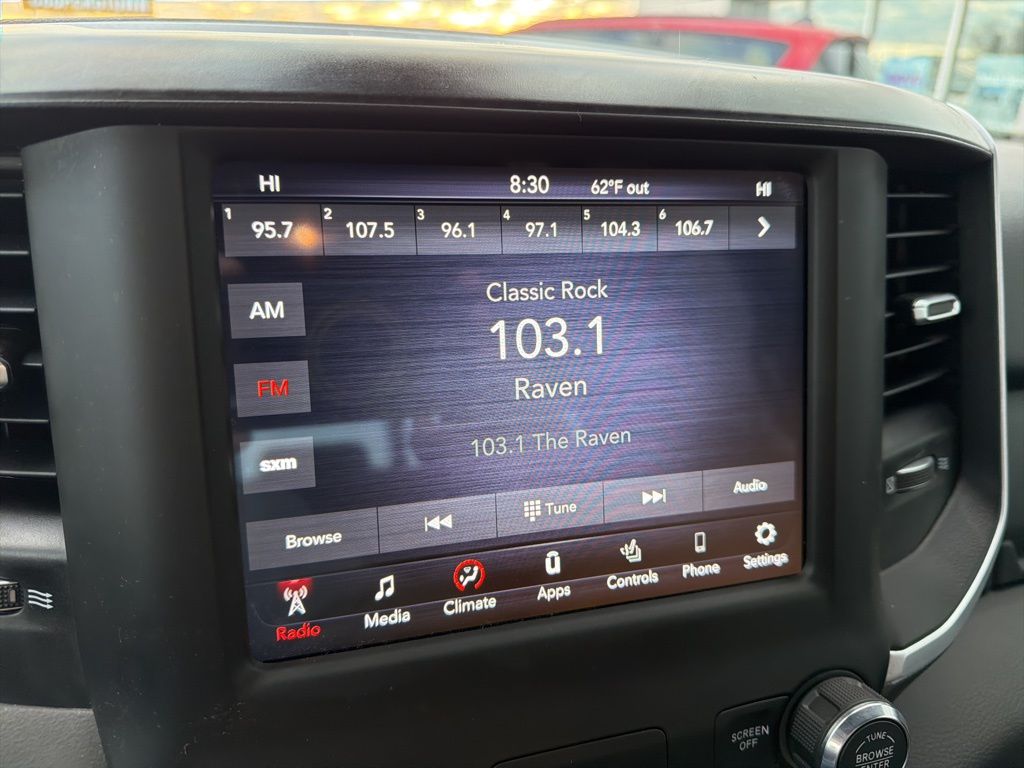 HI 8:30 62°F out HI
1 95.7 2 107.5 3 96.1 4 97.1 5 104.3 6 106.7
Classic Rock
AM
103.1
FM
Raven
103.1 The Raven
sxm
Browse Tune Audio
Radio Media Climate Apps Controls Phone Settings
SCREEN
OFF
TUNE
BROWSE
ENTER